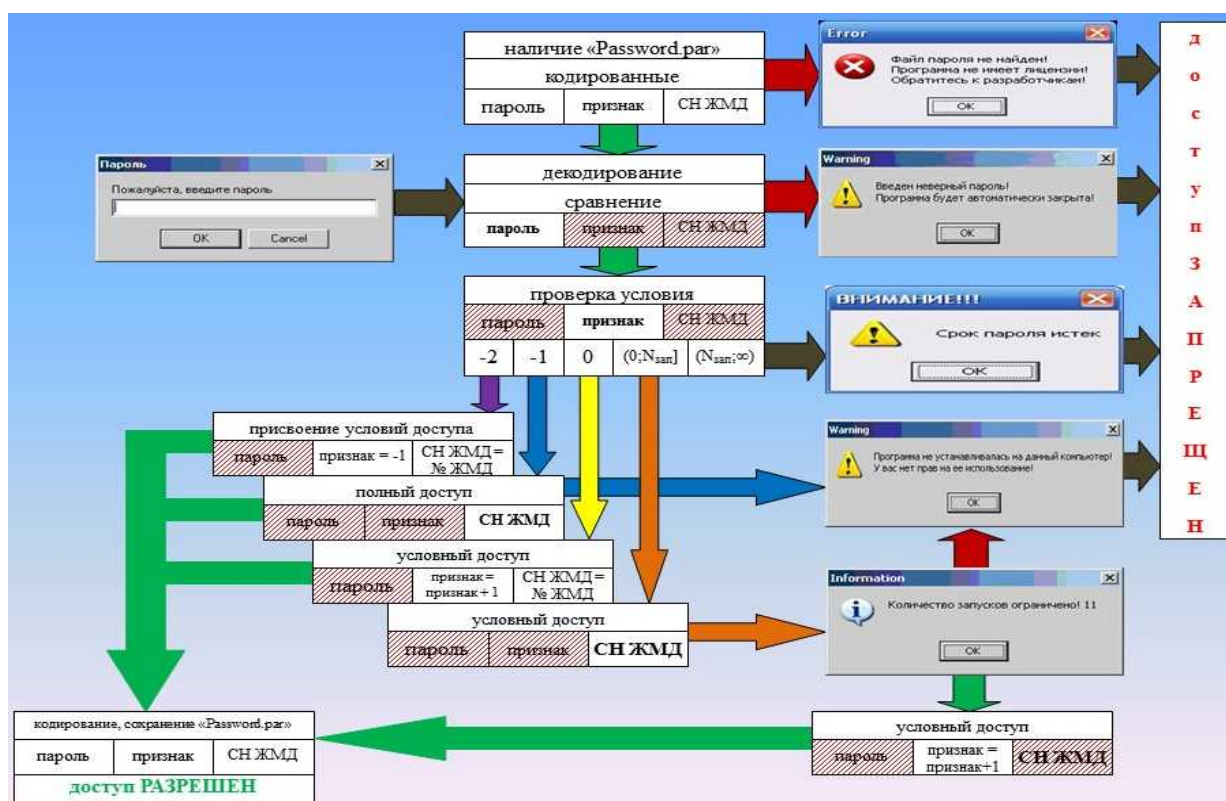 наличие «Password.par»
кодированные
пароль признак СН ЖМД
Error
Файл пароля не найден!
Программа не имеет лицензии!
Обратитесь к разработчикам!
OK
Пароль
Пожалуйста, введите пароль
OK Cancel
декодирование
сравнение
пароль признак СН ЖМД
Warning
Введен неверный пароль!
Программа будет автоматически закрыта!
OK
проверка условия
пароль признак СН ЖМД
-2 -1 0 (0;Nзап] (Nзап;∞)
ВНИМАНИЕ!!!
Срок пароля истек
OK
присвоение условий доступа
пароль признак = -1 СН ЖМД =
№ ЖМД
полный доступ
пароль признак СН ЖМД
Warning
Программа не устанавливалась на данный компьютер!
У вас нет прав на ее использование!
OK
условный доступ
пароль признак = СН ЖМД =
признак + 1 № ЖМД
условный доступ
пароль признак СН ЖМД
Information
Количество запусков ограничено! 11
OK
условный доступ
пароль признак = СН ЖМД
признак+1
кодирование, сохранение «Password.par»
пароль признак СН ЖМД
доступ РАЗРЕШЕН
д
о
с
т
у
п
З
А
П
Р
Е
Щ
Е
Н